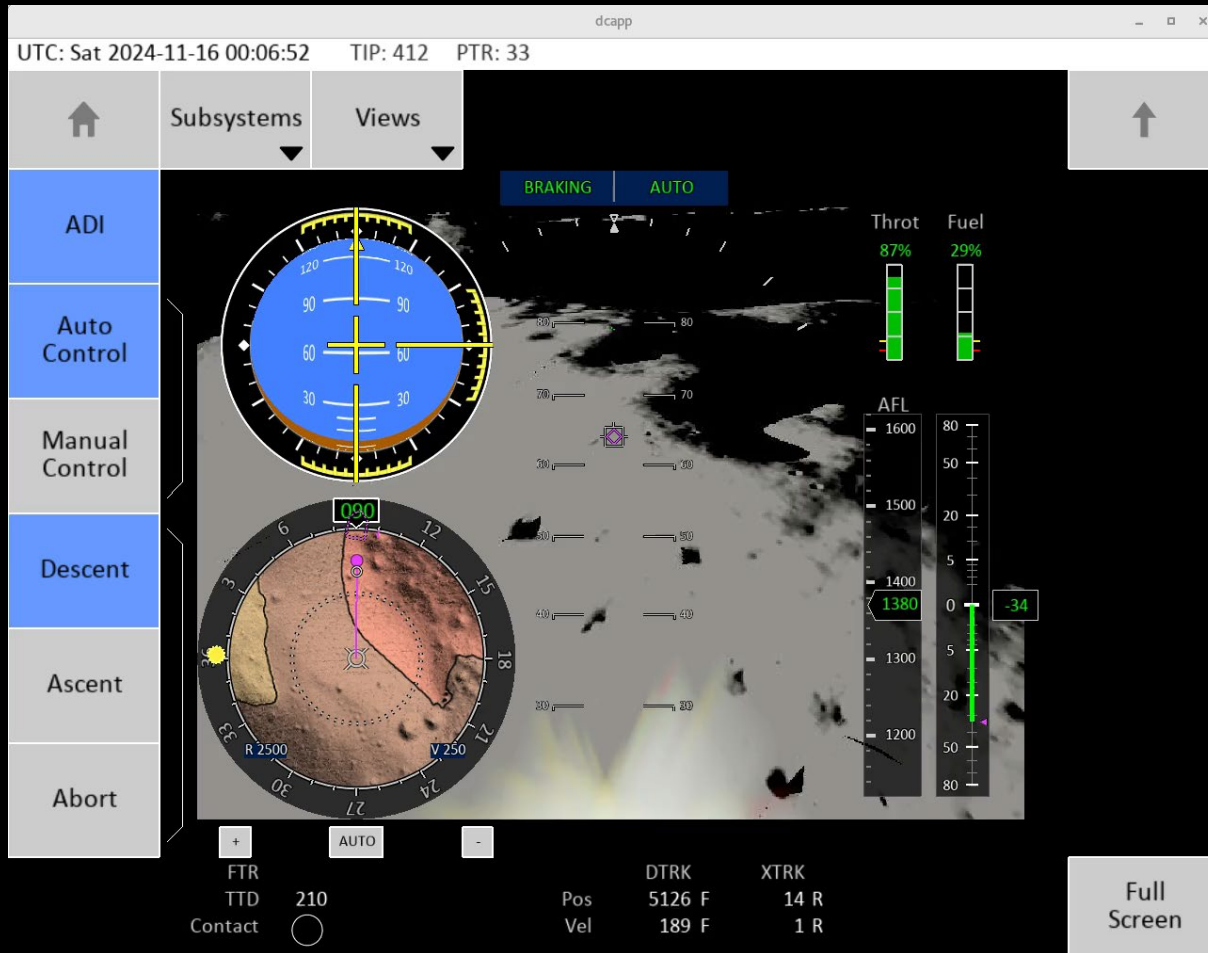 dcapp
UTC: Sat 2024-11-16 00:06:52 TIP: 412 PTR: 33
Subsystems Views
BRAKING AUTO
ADI
Auto
Control
Manual
Control
Descent
Ascent
Abort
120 120
90 90
60 60
30 30
090
6 12
3 15
36 18
33 21
30 24
27
R 2500 V 250
+ AUTO -
80 80
70 70
60 60
50 50
40 40
30 30
Throt Fuel
87% 29%
AFL
1600
1500
1400
1380
1300
1200
80
50
20
5
0 -34
5
20
50
80
FTR
TTD 210
Contact
DTRK XTRK
Pos 5126 F 14 R
Vel 189 F 1 R
Full
Screen